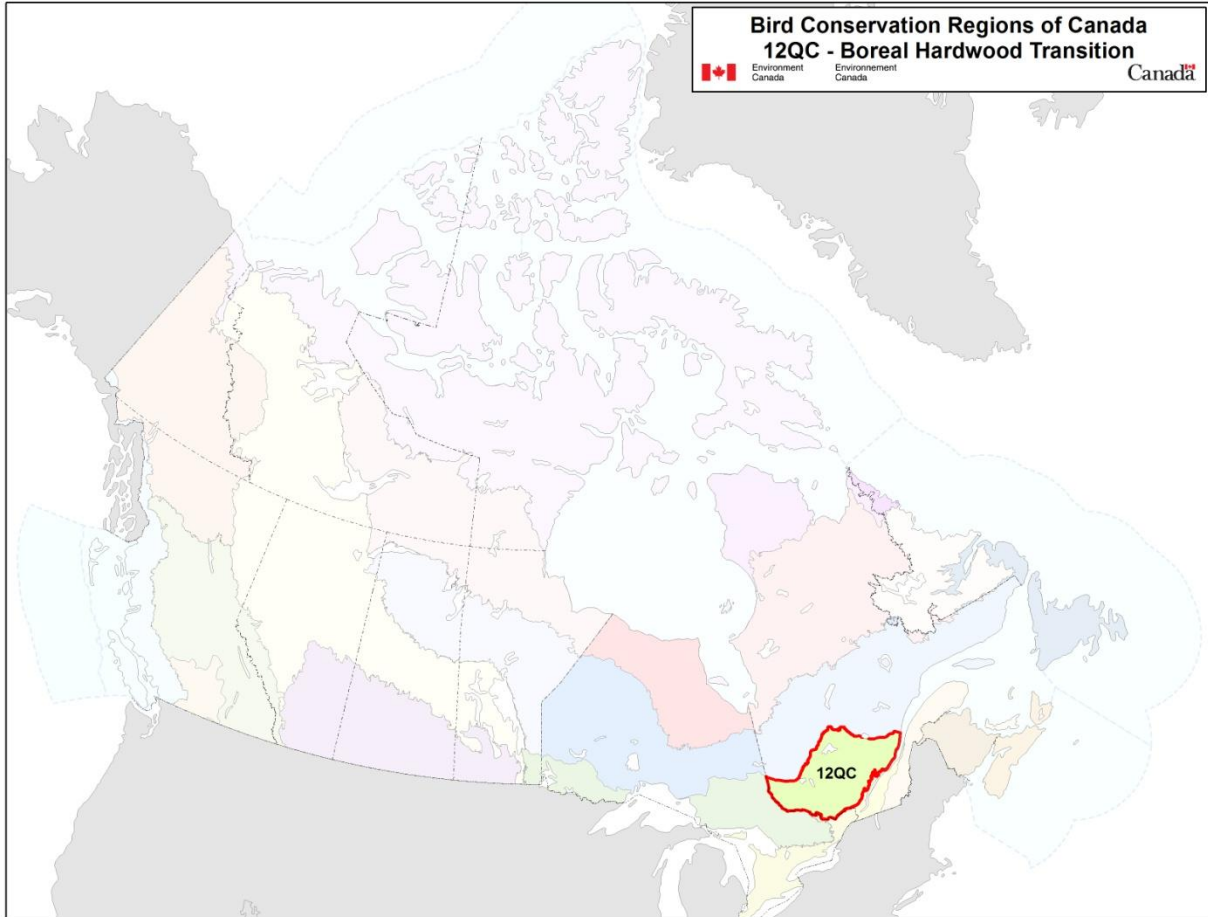 Bird Conservation Regions of Canada
12QC - Boreal Hardwood Transition
Environment Environnement
Canada Canada
Canada
12QC